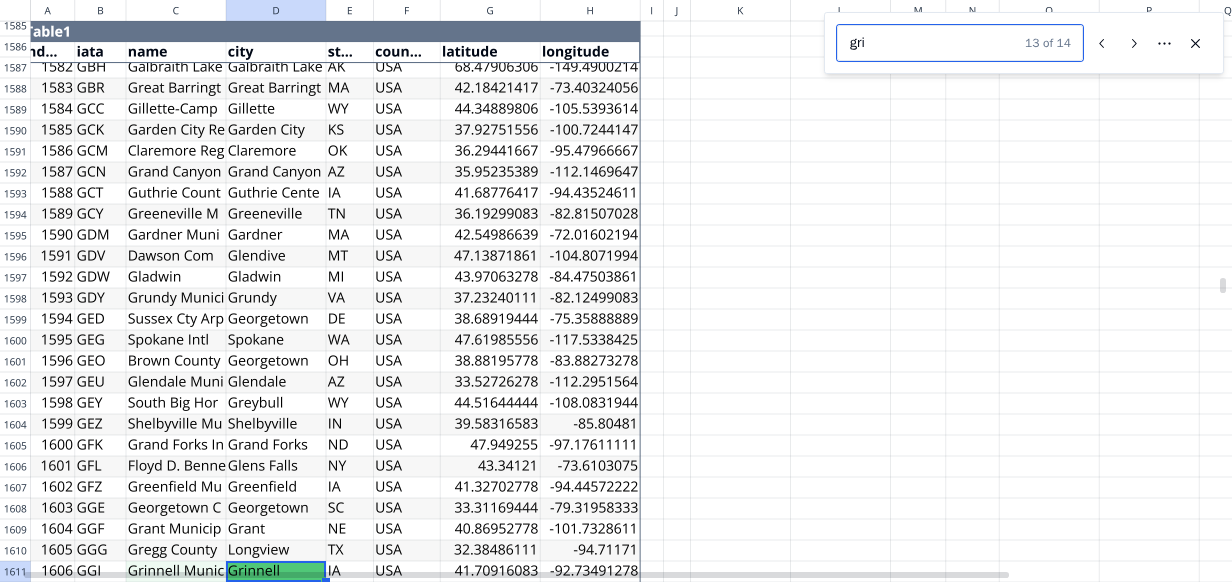 A B C D E F G H I J K L M N O P Q
1585 Table1
1586 nd... iata name city st... coun... latitude longitude
gri 13 of 14
1587 1582 GBH Galbraith Lake Galbraith Lake AK USA 68.47906306 -149.4900214
1588 1583 GBR Great Barringt Great Barringt MA USA 42.18421417 -73.40324056
1589 1584 GCC Gillette-Camp Gillette WY USA 44.34889806 -105.5393614
1590 1585 GCK Garden City Re Garden City KS USA 37.92751556 -100.7244147
1591 1586 GCM Claremore Reg Claremore OK USA 36.29441667 -95.47966667
1592 1587 GCN Grand Canyon Grand Canyon AZ USA 35.95235389 -112.1469647
1593 1588 GCT Guthrie Count Guthrie Cente IA USA 41.68776417 -94.43524611
1594 1589 GCY Greeneville M Greeneville TN USA 36.19299083 -82.81507028
1595 1590 GDM Gardner Muni Gardner MA USA 42.54986639 -72.01602194
1596 1591 GDV Dawson Com Glendive MT USA 47.13871861 -104.8071994
1597 1592 GDW Gladwin Gladwin MI USA 43.97063278 -84.47503861
1598 1593 GDY Grundy Munici Grundy VA USA 37.23240111 -82.12499083
1599 1594 GED Sussex Cty Arp Georgetown DE USA 38.68919444 -75.35888889
1600 1595 GEG Spokane Intl Spokane WA USA 47.61985556 -117.5338425
1601 1596 GEO Brown County Georgetown OH USA 38.88195778 -83.88273278
1602 1597 GEU Glendale Muni Glendale AZ USA 33.52726278 -112.2951564
1603 1598 GEY South Big Hor Greybull WY USA 44.51644444 -108.0831944
1604 1599 GEZ Shelbyville Mu Shelbyville IN USA 39.58316583 -85.80481
1605 1600 GFK Grand Forks In Grand Forks ND USA 47.949255 -97.17611111
1606 1601 GFL Floyd D. Benne Glens Falls NY USA 43.34121 -73.6103075
1607 1602 GFZ Greenfield Mu Greenfield IA USA 41.32702778 -94.44572222
1608 1603 GGE Georgetown C Georgetown SC USA 33.31169444 -79.31958333
1609 1604 GGF Grant Municip Grant NE USA 40.86952778 -101.7328611
1610 1605 GGG Gregg County Longview TX USA 32.38486111 -94.71171
1611 1606 GGI Grinnell Munic Grinnell IA USA 41.70916083 -92.73491278